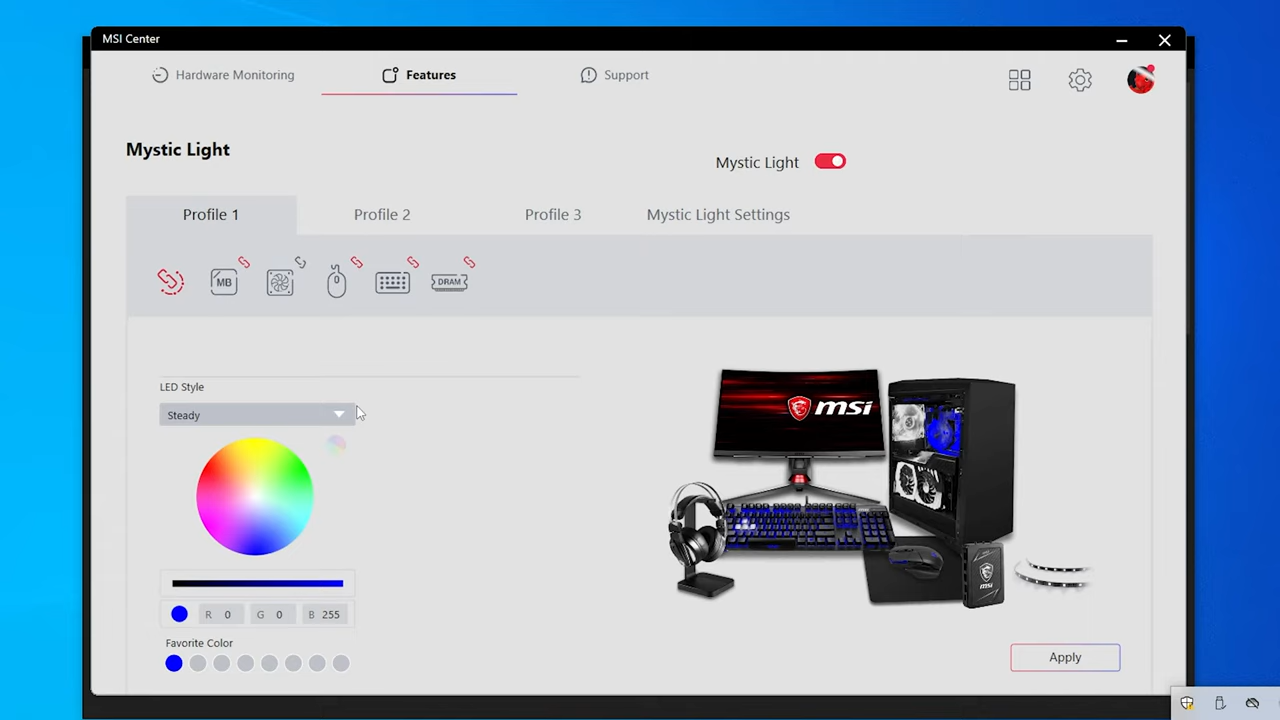 MSI Center
Hardware Monitoring
Features
Support
Mystic Light
Mystic Light
Profile 1
Profile 2
Profile 3
Mystic Light Settings
MB
DRAM
LED Style
Steady
msi
R 0 G 0 B 255
Favorite Color
Apply